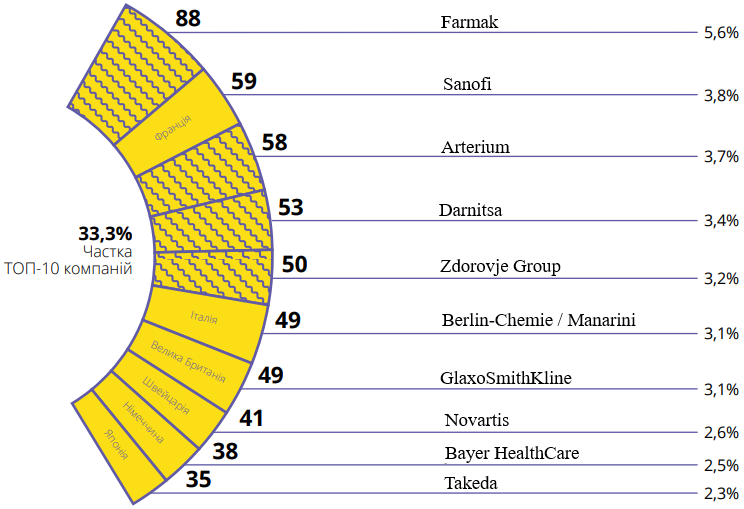 88 Farmak 5,6%
59 Sanofi 3,8%
Франція
58 Arterium 3,7%
53 Darnitsa 3,4%
33,3%
Частка
ТОП-10 компаній
50 Zdorovje Group 3,2%
Італія
49 Berlin-Chemie / Manarini 3,1%
Велика Британія
49 GlaxoSmithKline 3,1%
Швейцарія
41 Novartis 2,6%
Німеччина
38 Bayer HealthCare 2,5%
Японія
35 Takeda 2,3%